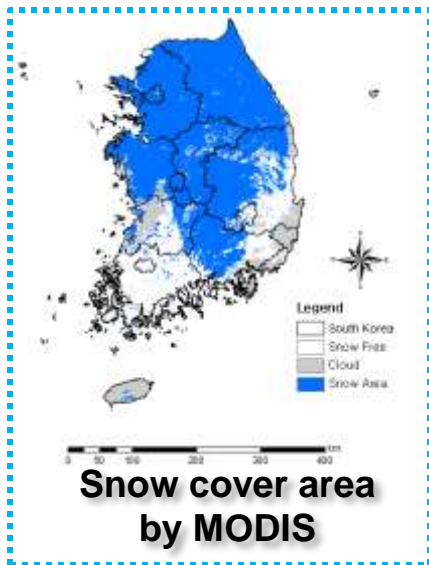 Legend
South Korea
Snow Free
Cloud
Snow Area
km
0 50 100 200 300 400
Snow cover area
by MODIS